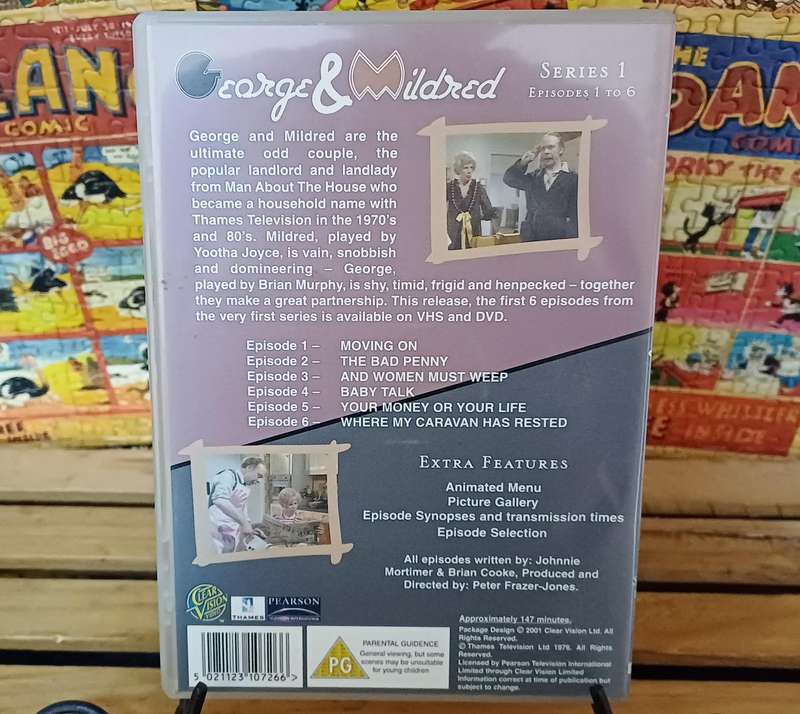 George & Mildred
SERIES 1
EPISODES 1 TO 6
George and Mildred are the
ultimate odd couple, the
popular landlord and landlady
from Man About The House who
became a household name with
Thames Television in the 1970's
and 80's. Mildred, played by
Yootha Joyce, is vain, snobbish
and domineering – George,
played by Brian Murphy, is shy, timid, frigid and henpecked – together
they make a great partnership. This release, the first 6 episodes from
the very first series is available on VHS and DVD.
Episode 1 – MOVING ON
Episode 2 – THE BAD PENNY
Episode 3 – AND WOMEN MUST WEEP
Episode 4 – BABY TALK
Episode 5 – YOUR MONEY OR YOUR LIFE
Episode 6 – WHERE MY CARAVAN HAS RESTED
EXTRA FEATURES
Animated Menu
Picture Gallery
Episode Synopses and transmission times
Episode Selection
All episodes written by: Johnnie
Mortimer & Brian Cooke, Produced and
Directed by: Peter Frazer-Jones.
CLEAR
VISION
THAMES
PEARSON
TELEVISION INTERNATIONAL
Approximately 147 minutes.
Package Design © 2001 Clear Vision Ltd. All
Rights Reserved.
© Thames Television Ltd 1976. All Rights
Reserved.
Licensed by Pearson Television International
Limited through Clear Vision Limited
Information correct at time of publication but
subject to change.
5 021123 107266 >
PG
PARENTAL GUIDENCE
General viewing, but some
scenes may be unsuitable
for young children
COMIC
BIG
THE
DAN